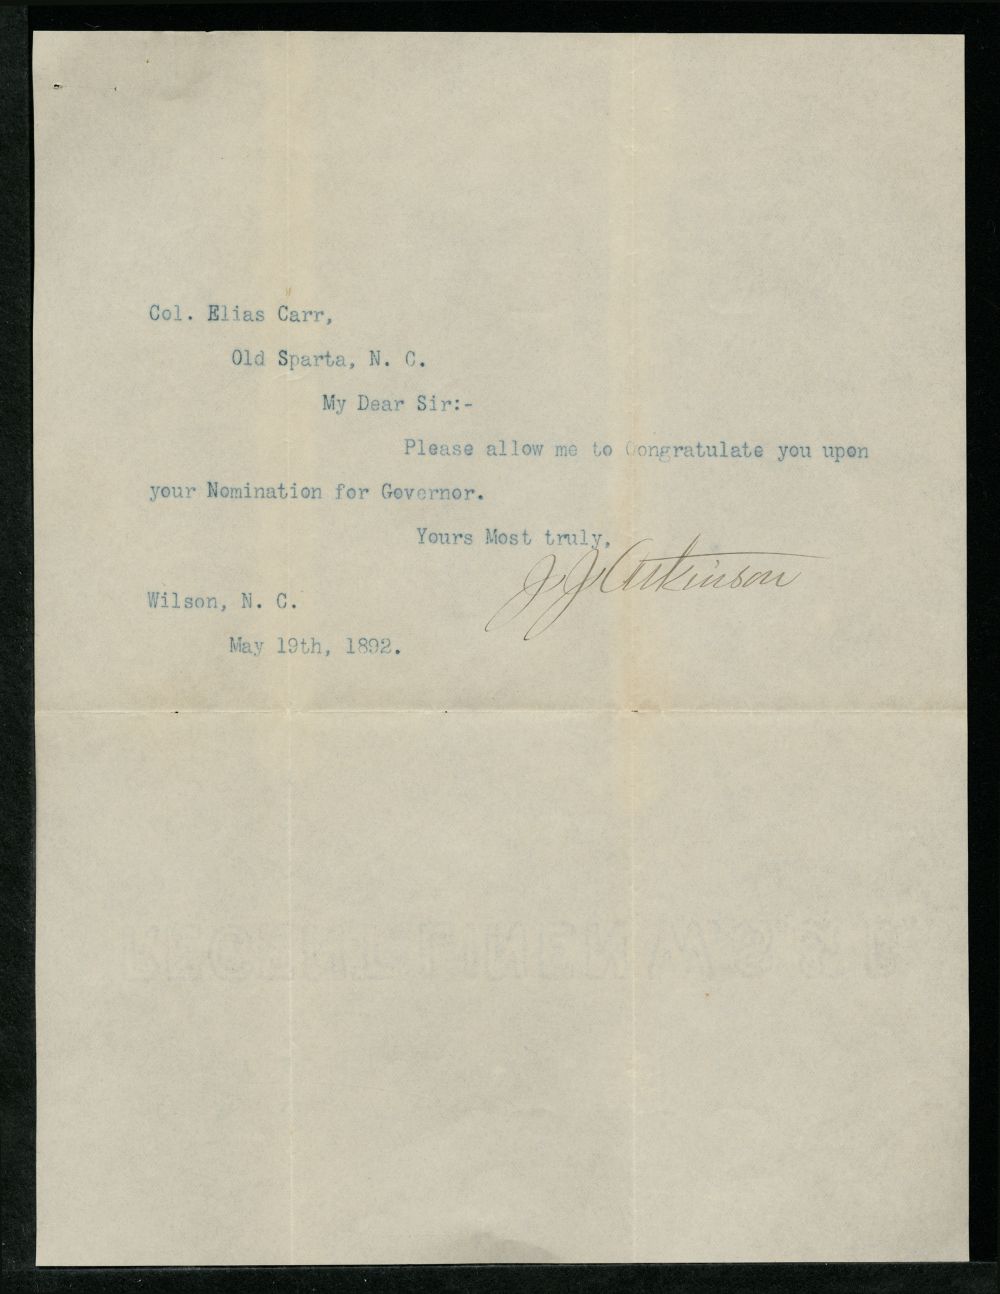 Col. Elias Carr,
Old Sparta, N. C.
My Dear Sir:-
Please allow me to Congratulate you upon
your Nomination for Governor.
Yours Most truly,
J. J. Atkinson
Wilson, N. C.
May 19th, 1892.